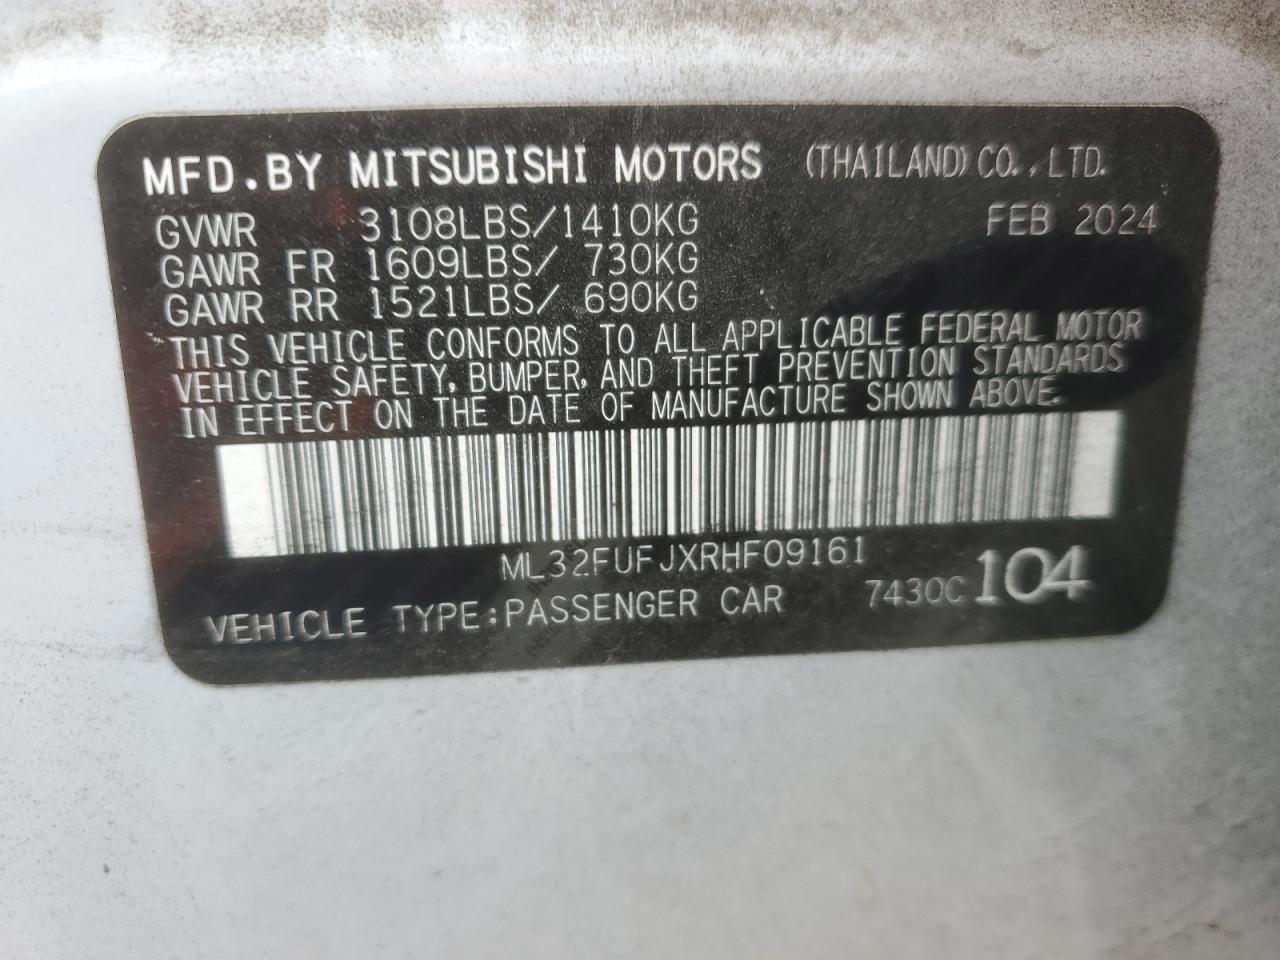 MFD.BY MITSUBISHI MOTORS (THAILAND) CO., LTD.
GVWR 3108LBS/1410KG FEB 2024
GAWR FR 1609LBS/ 730KG
GAWR RR 1521LBS/ 690KG
THIS VEHICLE CONFORMS TO ALL APPLICABLE FEDERAL MOTOR
VEHICLE SAFETY, BUMPER, AND THEFT PREVENTION STANDARDS
IN EFFECT ON THE DATE OF MANUFACTURE SHOWN ABOVE.
ML32FUFJXRHF09161
VEHICLE TYPE:PASSENGER CAR 7430C 104